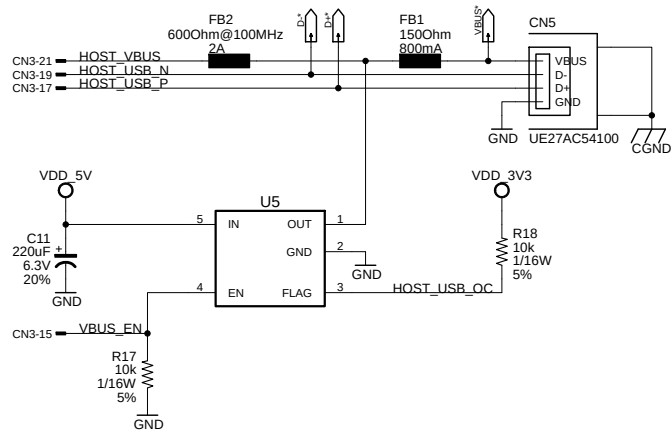 FB2
600Ohm@100MHz
2A
D-*
D+*
FB1
150Ohm
800mA
VBUS*
CN5
CN3-21 HOST_VBUS
CN3-19 HOST_USB_N
CN3-17 HOST_USB_P
VBUS
D-
D+
GND
GND
UE27AC54100
CGND
VDD_5V
VDD_3V3
U5
5 IN OUT 1
GND 2
GND
4 EN FLAG 3
HOST_USB_OC
C11
220uF +
6.3V
20%
GND
R18
10k
1/16W
5%
CN3-15 VBUS_EN
R17
10k
1/16W
5%
GND